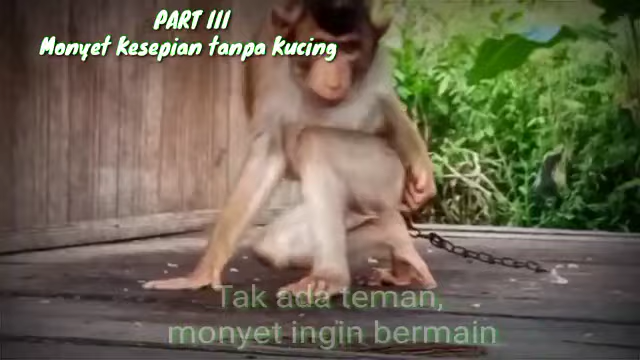 PART III
Monyet Kesepian tanpa Kucing
Tak ada teman,
monyet ingin bermain